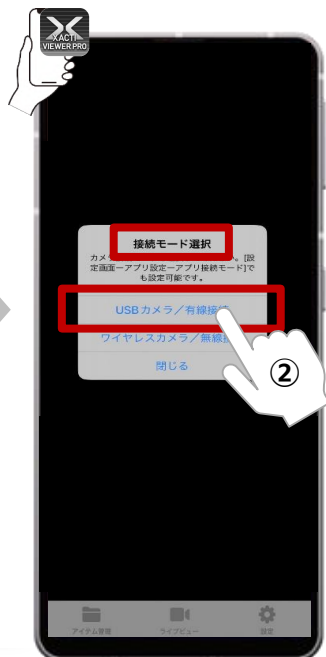 XACTI
VIEWER PRO
接続モード選択
カメ 。[設
定画面ーアプリ設定ーアプリ接続モード]で
も設定可能です。
USBカメラ／有線接続
ワイヤレスカメラ／無線接
閉じる
②
アイテム管理
ライブビュー
設定